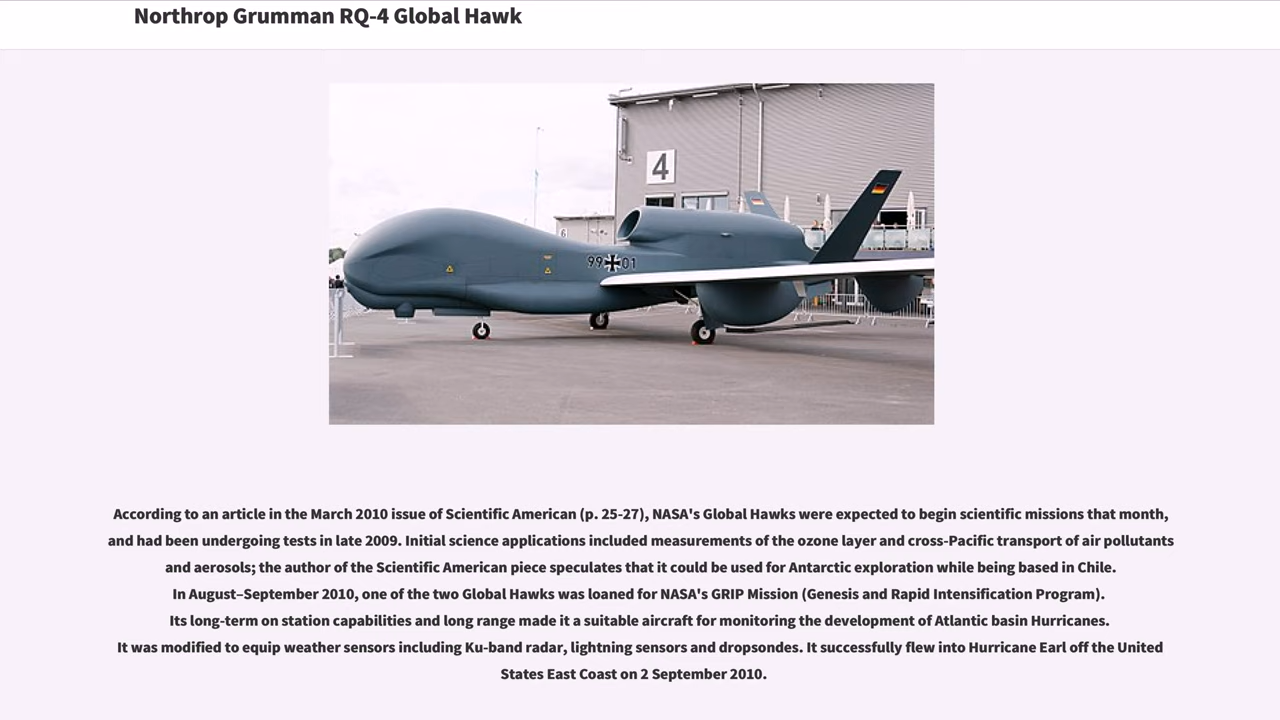 Northrop Grumman RQ-4 Global Hawk
4
6
99 01
According to an article in the March 2010 issue of Scientific American (p. 25-27), NASA's Global Hawks were expected to begin scientific missions that month,
and had been undergoing tests in late 2009. Initial science applications included measurements of the ozone layer and cross-Pacific transport of air pollutants
and aerosols; the author of the Scientific American piece speculates that it could be used for Antarctic exploration while being based in Chile.
In August–September 2010, one of the two Global Hawks was loaned for NASA's GRIP Mission (Genesis and Rapid Intensification Program).
Its long-term on station capabilities and long range made it a suitable aircraft for monitoring the development of Atlantic basin Hurricanes.
It was modified to equip weather sensors including Ku-band radar, lightning sensors and dropsondes. It successfully flew into Hurricane Earl off the United
States East Coast on 2 September 2010.